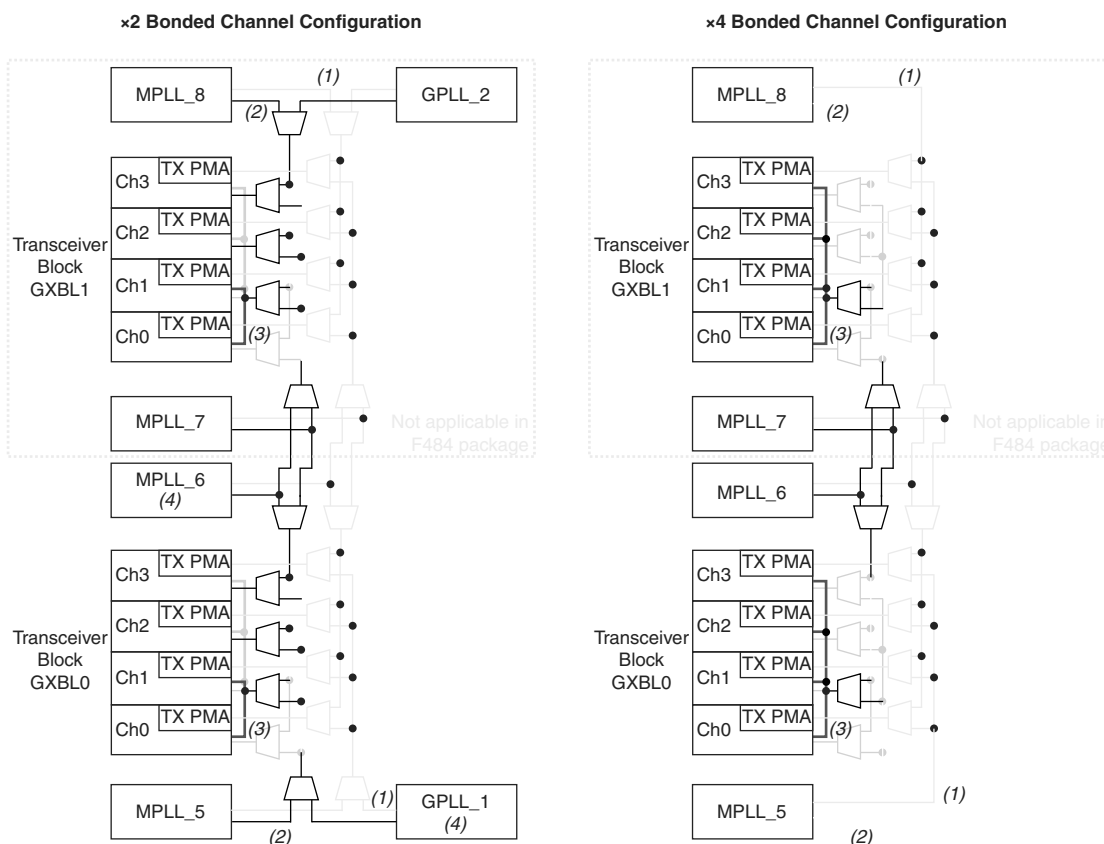 ×2 Bonded Channel Configuration
MPLL_8
(1)
(2)
GPLL_2
Transceiver
Block
GXBL1
Ch3
TX PMA
Ch2
TX PMA
Ch1
TX PMA
Ch0
TX PMA
(3)
MPLL_7
Not applicable in
F484 package
MPLL_6
(4)
Transceiver
Block
GXBL0
Ch3
TX PMA
Ch2
TX PMA
Ch1
TX PMA
Ch0
TX PMA
(3)
MPLL_5
(2)
(1)
GPLL_1
(4)
×4 Bonded Channel Configuration
MPLL_8
(1)
(2)
Transceiver
Block
GXBL1
Ch3
TX PMA
Ch2
TX PMA
Ch1
TX PMA
Ch0
TX PMA
(3)
MPLL_7
Not applicable in
F484 package
MPLL_6
Transceiver
Block
GXBL0
Ch3
TX PMA
Ch2
TX PMA
Ch1
TX PMA
Ch0
TX PMA
(3)
MPLL_5
(1)
(2)